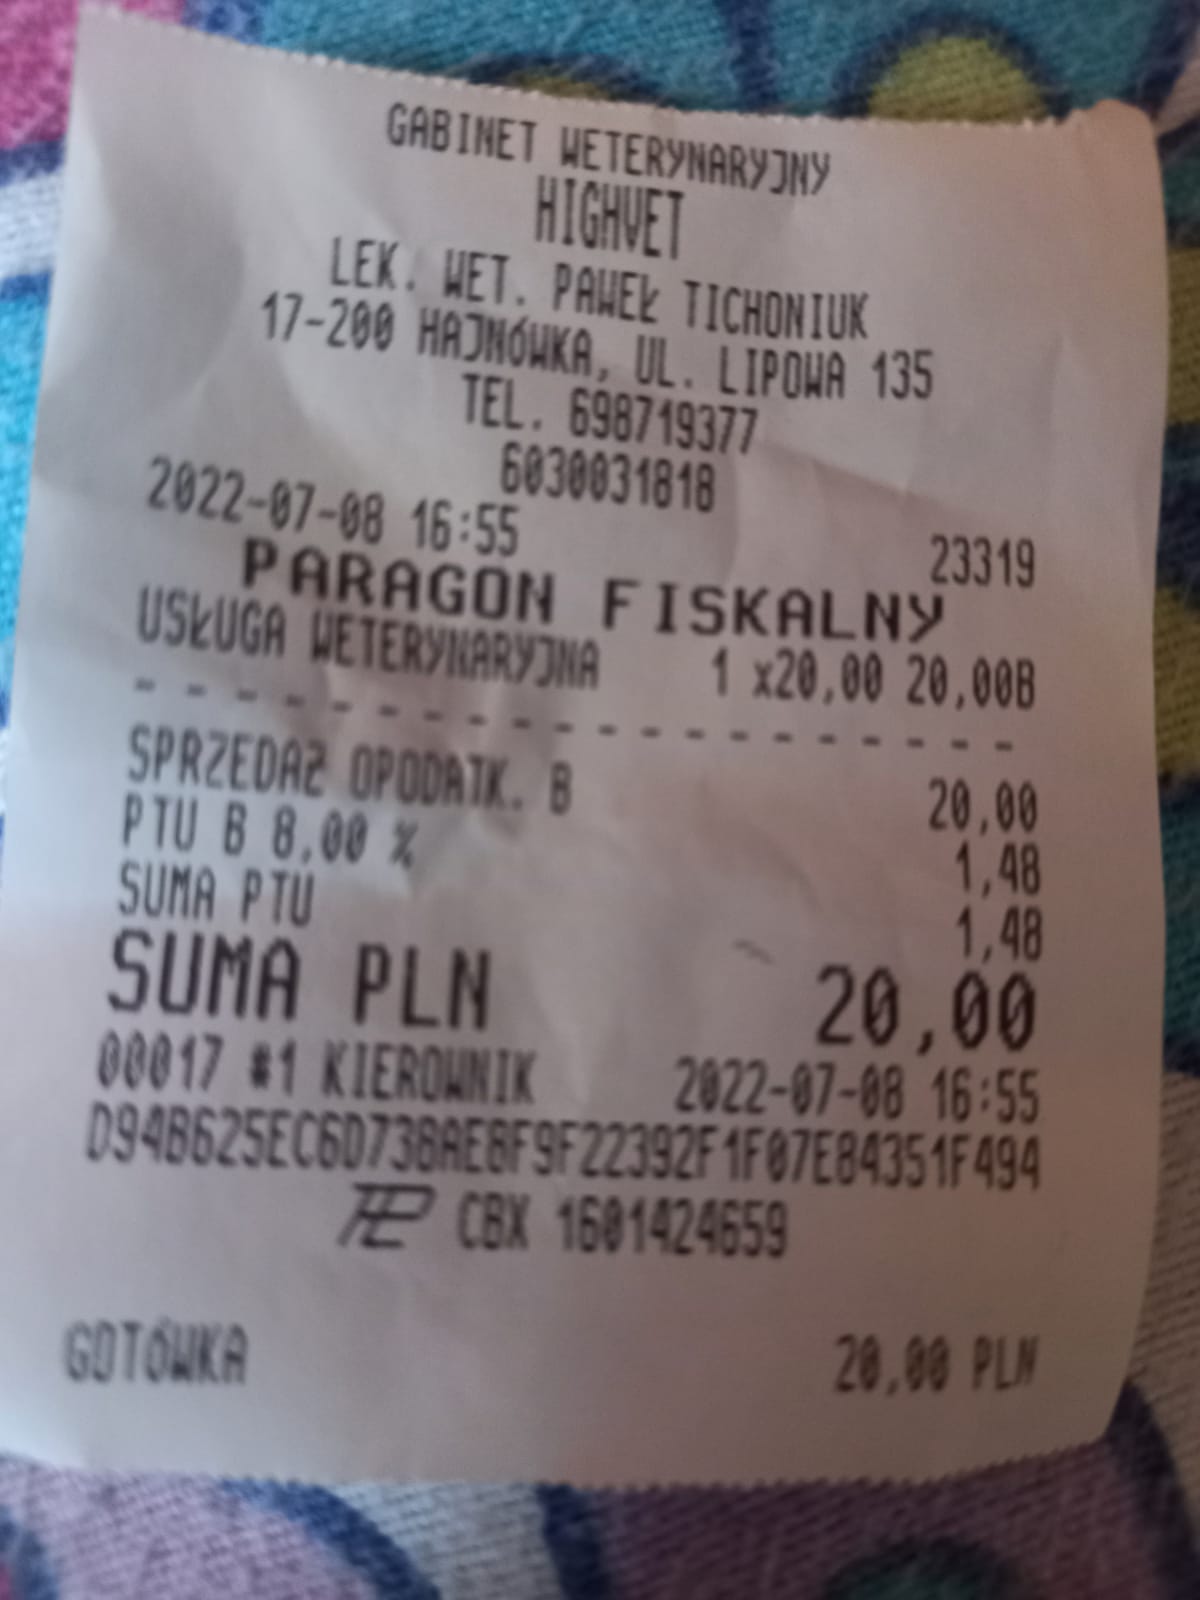 GABINET WETERYNARYJNY
HIGHVET
LEK. WET. PAWEŁ TICHONIUK
17-200 HAJNÓWKA, UL. LIPOWA 135
TEL. 698719377
6030031818
2022-07-08 16:55 23319
PARAGON FISKALNY
USŁUGA WETERYNARYJNA 1 x20,00 20,00B
- - - - - - - - - - - - - - - - - - - - -
SPRZEDAŻ OPODATK. B 20,00
PTU B 8,00 % 1,48
SUMA PTU 1,48
SUMA PLN 20,00
00017 #1 KIEROWNIK 2022-07-08 16:55
D94B625EC6D73BAE8F9F22392F1F07E84351F494
CBX 1601424659
GOTÓWKA 20,00 PLN